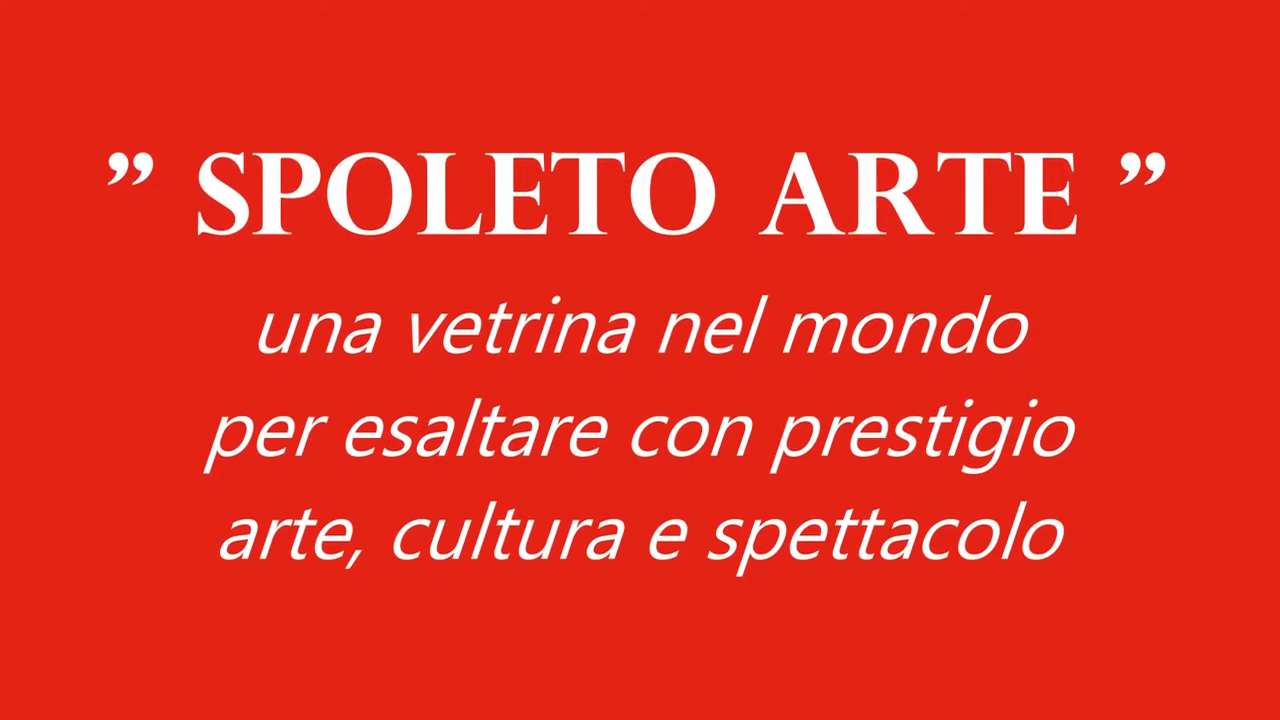 ” SPOLETO ARTE ”
una vetrina nel mondo
per esaltare con prestigio
arte, cultura e spettacolo